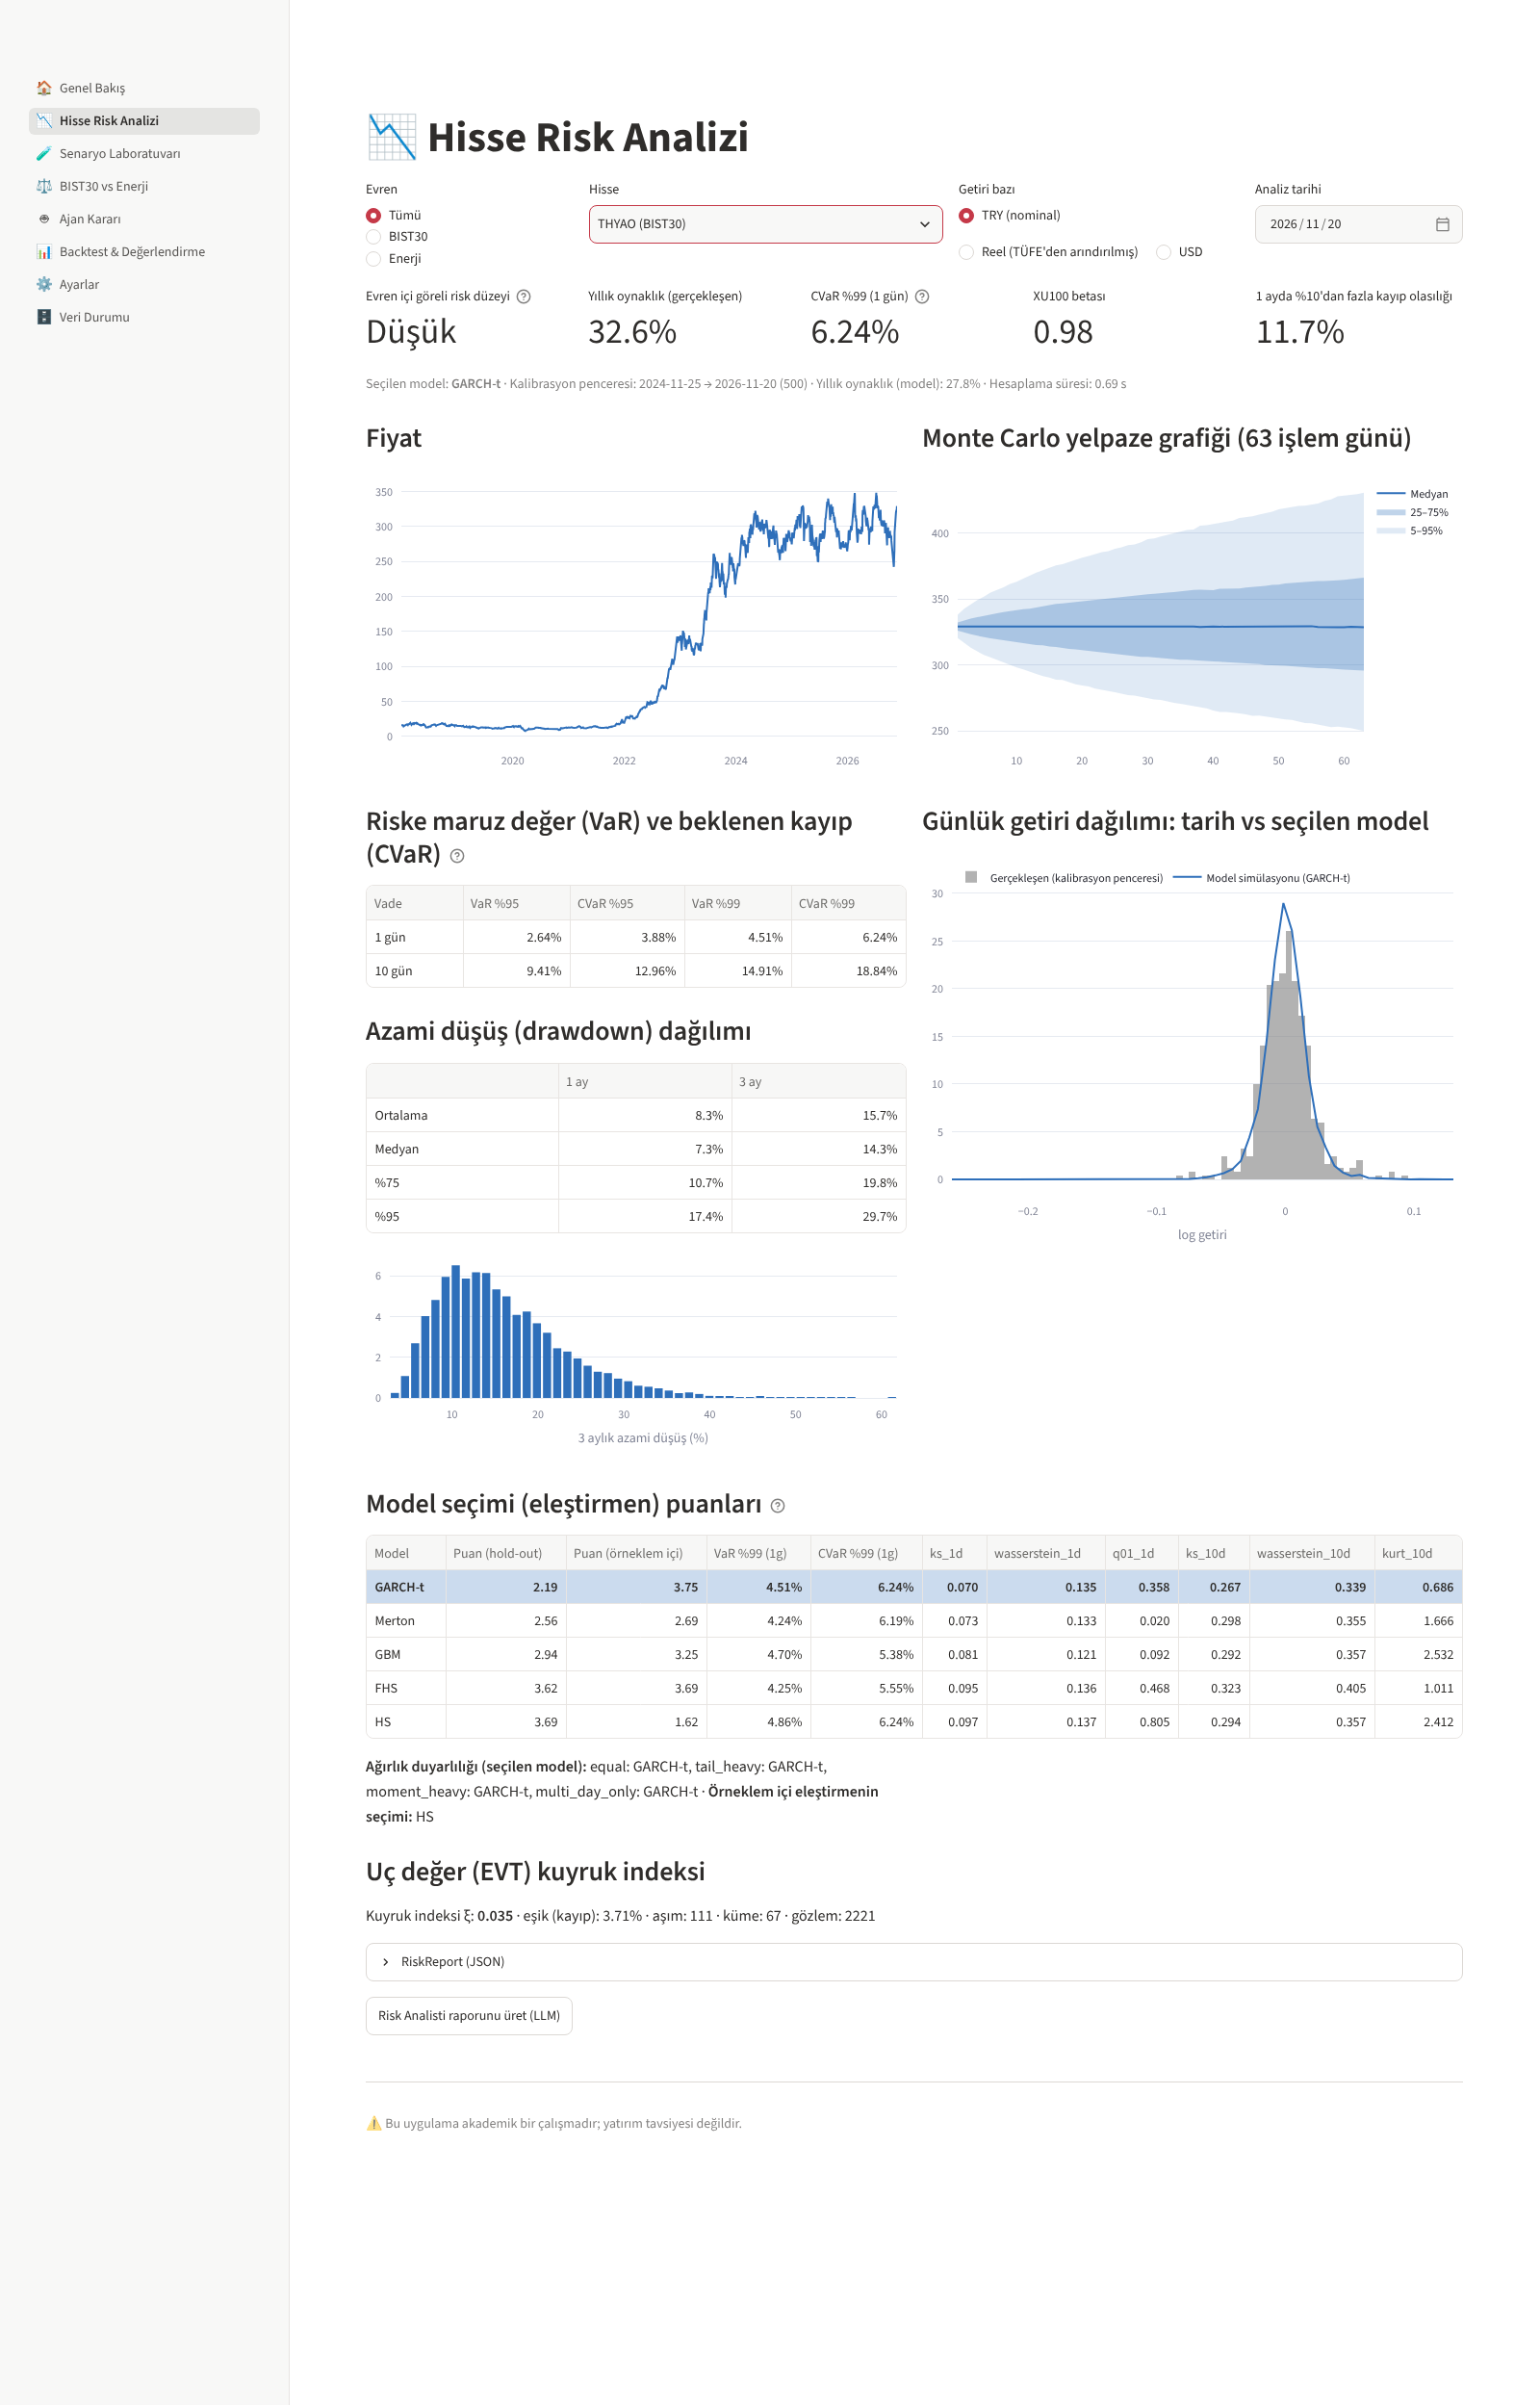 Genel Bakış
Hisse Risk Analizi
Senaryo Laboratuvarı
BIST30 vs Enerji
Ajan Kararı
Backtest & Değerlendirme
Ayarlar
Veri Durumu
Hisse Risk Analizi
Evren
Tümü
BIST30
Enerji
Hisse
THYAO (BIST30)
Getiri bazı
TRY (nominal)
Reel (TÜFE'den arındırılmış) USD
Analiz tarihi
2026 / 11 / 20
Evren içi göreli risk düzeyi
Düşük
Yıllık oynaklık (gerçekleşen)
32.6%
CVaR %99 (1 gün)
6.24%
XU100 betası
0.98
1 ayda %10'dan fazla kayıp olasılığı
11.7%
Seçilen model: GARCH-t · Kalibrasyon penceresi: 2024-11-25 → 2026-11-20 (500) · Yıllık oynaklık (model): 27.8% · Hesaplama süresi: 0.69 s
Fiyat
350
300
250
200
150
100
50
0
2020 2022 2024 2026
Monte Carlo yelpaze grafiği (63 işlem günü)
Medyan
25–75%
5–95%
400
350
300
250
10 20 30 40 50 60
Riske maruz değer (VaR) ve beklenen kayıp
(CVaR)
Vade VaR %95 CVaR %95 VaR %99 CVaR %99
1 gün 2.64% 3.88% 4.51% 6.24%
10 gün 9.41% 12.96% 14.91% 18.84%
Azami düşüş (drawdown) dağılımı
1 ay 3 ay
Ortalama 8.3% 15.7%
Medyan 7.3% 14.3%
%75 10.7% 19.8%
%95 17.4% 29.7%
6
4
2
0
10 20 30 40 50 60
3 aylık azami düşüş (%)
Günlük getiri dağılımı: tarih vs seçilen model
Gerçekleşen (kalibrasyon penceresi) Model simülasyonu (GARCH-t)
30
25
20
15
10
5
0
−0.2 −0.1 0 0.1
log getiri
Model seçimi (eleştirmen) puanları
Model Puan (hold-out) Puan (örneklem içi) VaR %99 (1g) CVaR %99 (1g) ks_1d wasserstein_1d q01_1d ks_10d wasserstein_10d kurt_10d
GARCH-t 2.19 3.75 4.51% 6.24% 0.070 0.135 0.358 0.267 0.339 0.686
Merton 2.56 2.69 4.24% 6.19% 0.073 0.133 0.020 0.298 0.355 1.666
GBM 2.94 3.25 4.70% 5.38% 0.081 0.121 0.092 0.292 0.357 2.532
FHS 3.62 3.69 4.25% 5.55% 0.095 0.136 0.468 0.323 0.405 1.011
HS 3.69 1.62 4.86% 6.24% 0.097 0.137 0.805 0.294 0.357 2.412
Ağırlık duyarlılığı (seçilen model): equal: GARCH-t, tail_heavy: GARCH-t,
moment_heavy: GARCH-t, multi_day_only: GARCH-t · Örneklem içi eleştirmenin
seçimi: HS
Uç değer (EVT) kuyruk indeksi
Kuyruk indeksi ξ: 0.035 · eşik (kayıp): 3.71% · aşım: 111 · küme: 67 · gözlem: 2221
RiskReport (JSON)
Risk Analisti raporunu üret (LLM)
⚠️ Bu uygulama akademik bir çalışmadır; yatırım tavsiyesi değildir.